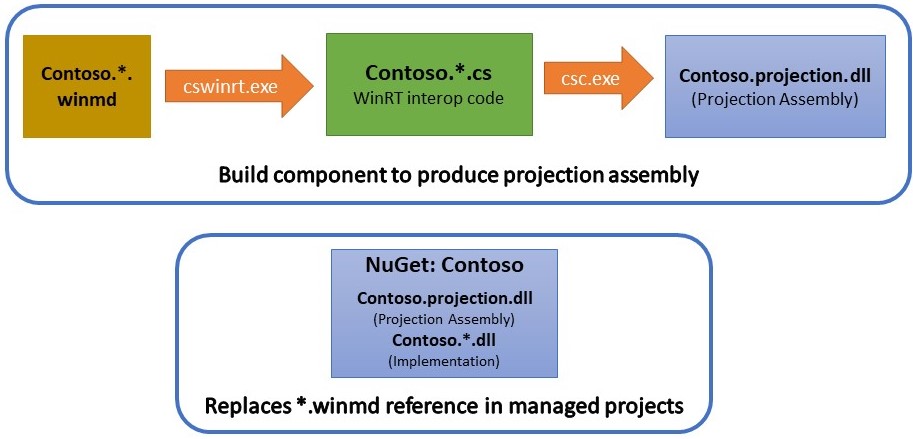 Contoso.*.
winmd
cswinrt.exe
Contoso.*.cs
WinRT interop code
csc.exe
Contoso.projection.dll
(Projection Assembly)
Build component to produce projection assembly
NuGet: Contoso
Contoso.projection.dll
(Projection Assembly)
Contoso.*.dll
(Implementation)
Replaces *.winmd reference in managed projects